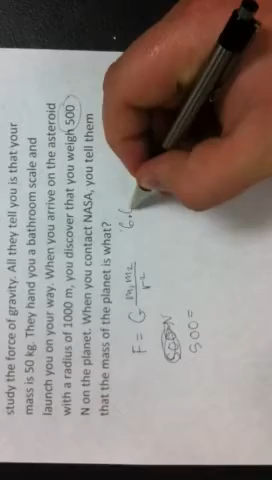 study the force of gravity. All they tell you is that your
mass is 50 kg. They hand you a bathroom scale and
launch you on your way. When you arrive on the asteroid
with a radius of 1000 m, you discover that you weigh 500
N on the planet. When you contact NASA, you tell them
that the mass of the planet is what?
F = G m₁m₂ / r²
500 N
500 =